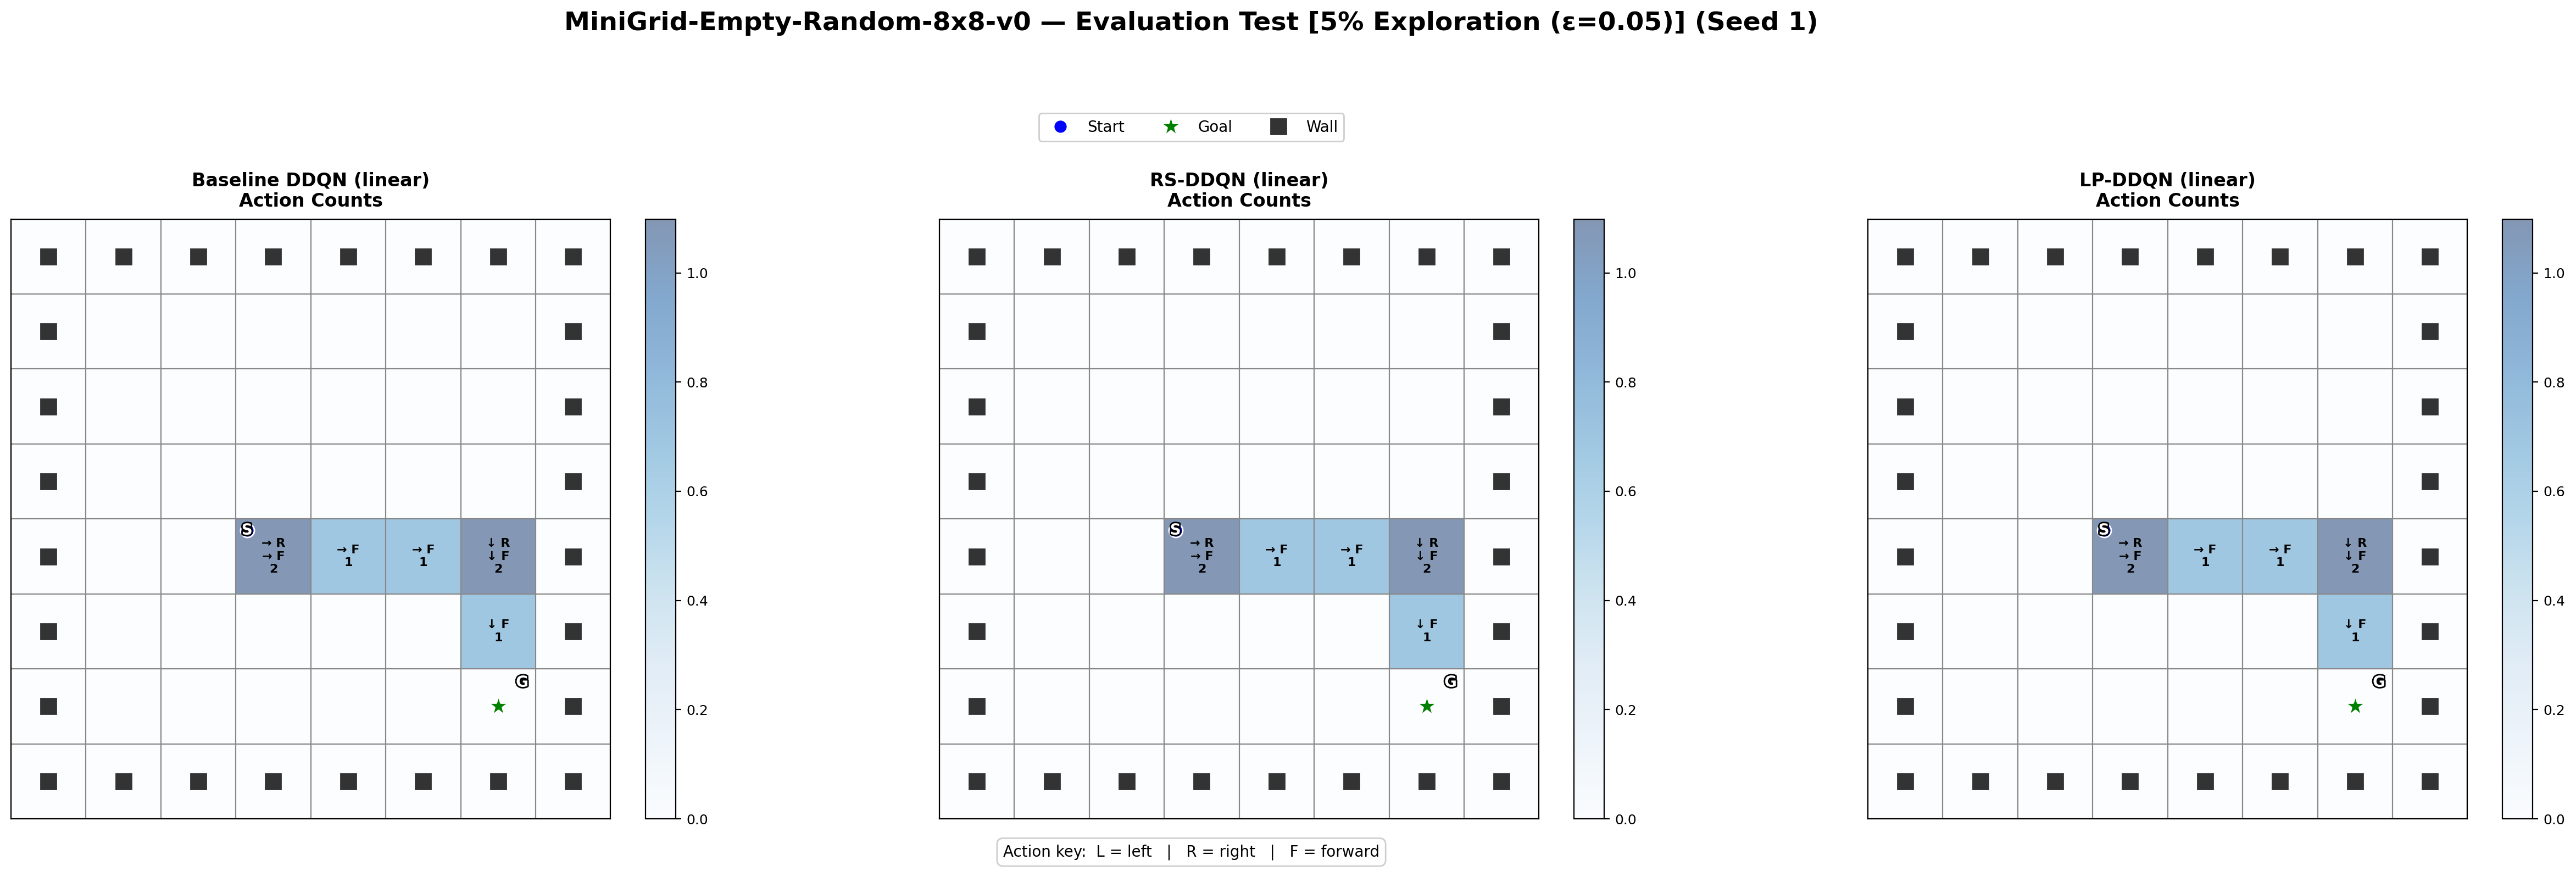 MiniGrid-Empty-Random-8x8-v0 — Evaluation Test [5% Exploration (ε=0.05)] (Seed 1)
Start Goal Wall
Baseline DDQN (linear)
Action Counts
S
→ R
→ F
2
→ F
1
→ F
1
↓ R
↓ F
2
↓ F
1
G
1.0
0.8
0.6
0.4
0.2
0.0
RS-DDQN (linear)
Action Counts
S
→ R
→ F
2
→ F
1
→ F
1
↓ R
↓ F
2
↓ F
1
G
1.0
0.8
0.6
0.4
0.2
0.0
LP-DDQN (linear)
Action Counts
S
→ R
→ F
2
→ F
1
→ F
1
↓ R
↓ F
2
↓ F
1
G
1.0
0.8
0.6
0.4
0.2
0.0
Action key: L = left | R = right | F = forward